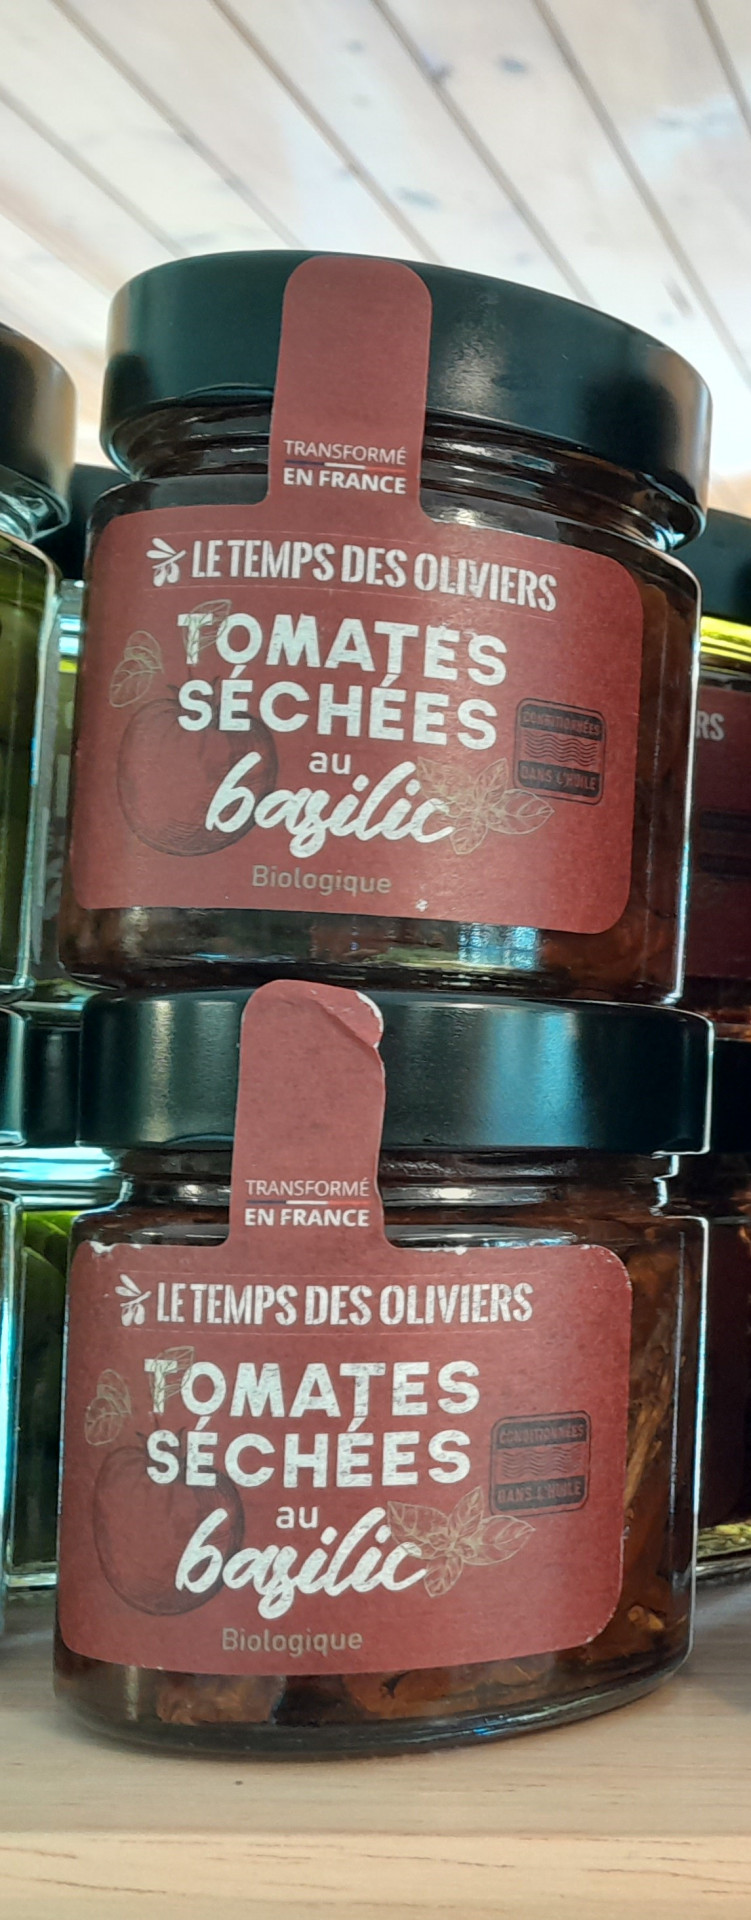 TRANSFORMÉ
EN FRANCE
LE TEMPS DES OLIVIERS
TOMATES
SÉCHÉES
au
basilic
CONDITIONNÉES
DANS L'HUILE
Biologique
RS
TRANSFORMÉ
EN FRANCE
LE TEMPS DES OLIVIERS
TOMATES
SÉCHÉES
au
basilic
CONDITIONNÉES
DANS L'HUILE
Biologique